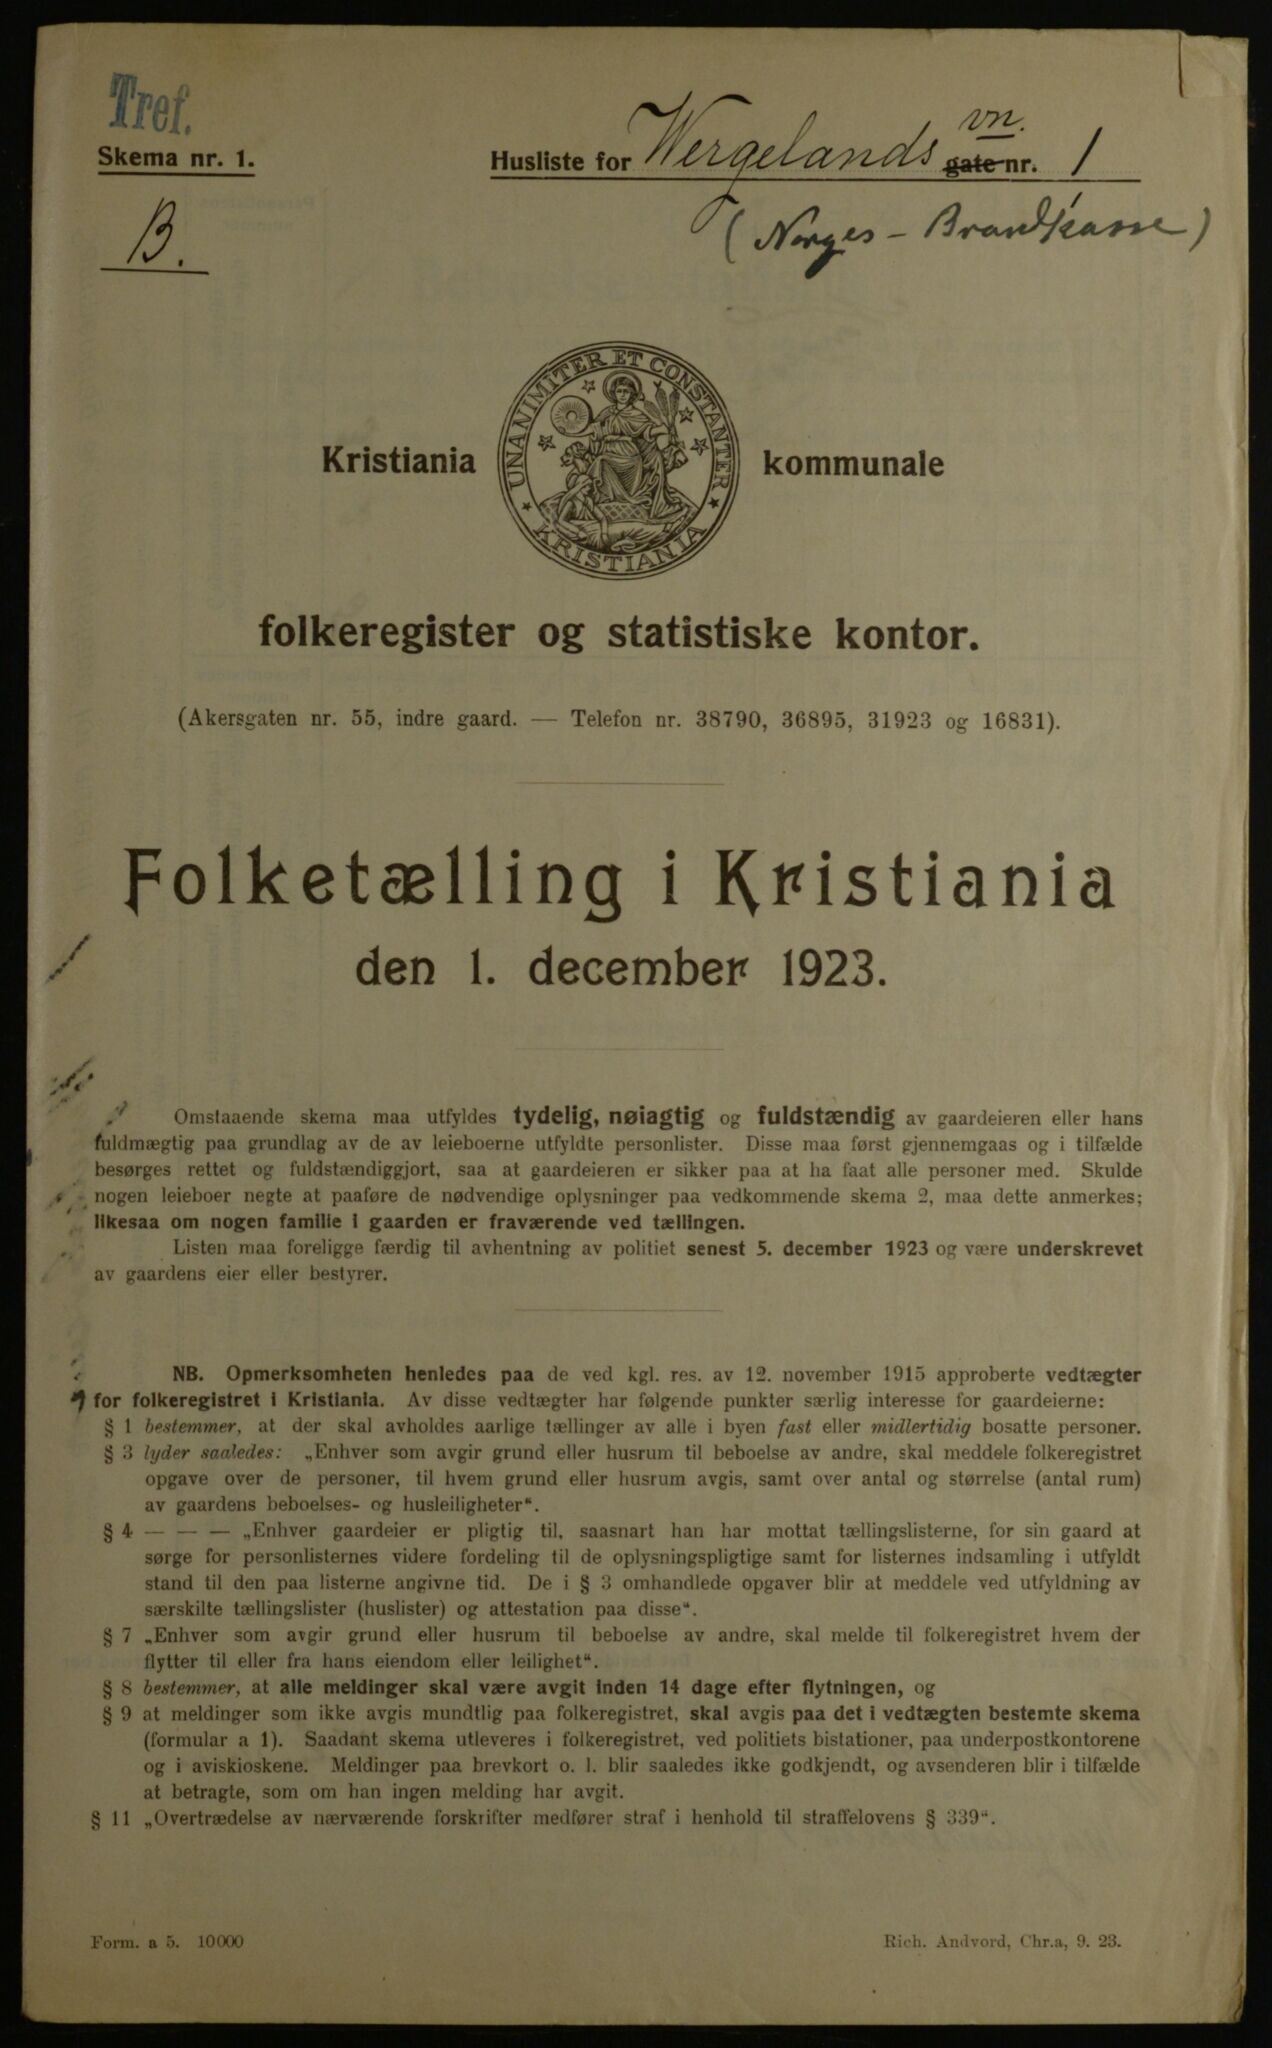 Tref.
Skema nr. 1.
Husliste for Wergelands vn. gate nr. 1
B.
(Norges - Brandkasse)
UNANIMITER ET CONSTANTER
KRISTIANIA
Kristiania kommunale
folkeregister og statistiske kontor.
(Akersgaten nr. 55, indre gaard. — Telefon nr. 38790, 36895, 31923 og 16831).
Folketælling i Kristiania
den 1. december 1923.
Omstaaende skema maa utfyldes tydelig, nøiagtig og fuldstændig av gaardeieren eller hans
fuldmægtig paa grundlag av de av leieboerne utfyldte personlister. Disse maa først gjennemgaas og i tilfælde
besørges rettet og fuldstændiggjort, saa at gaardeieren er sikker paa at ha faat alle personer med. Skulde
nogen leieboer negte at paaføre de nødvendige oplysninger paa vedkommende skema 2, maa dette anmerkes;
likesaa om nogen familie i gaarden er fraværende ved tællingen.
Listen maa foreligge færdig til avhentning av politiet senest 5. december 1923 og være underskrevet
av gaardens eier eller bestyrer.
NB. Opmerksomheten henledes paa de ved kgl. res. av 12. november 1915 approberte vedtægter
for folkeregistret i Kristiania. Av disse vedtægter har følgende punkter særlig interesse for gaardeierne:
§ 1 bestemmer, at der skal avholdes aarlige tællinger av alle i byen fast eller midlertidig bosatte personer.
§ 3 lyder saaledes: „Enhver som avgir grund eller husrum til beboelse av andre, skal meddele folkeregistret
opgave over de personer, til hvem grund eller husrum avgis, samt over antal og størrelse (antal rum)
av gaardens beboelses- og husleiligheter“.
§ 4 — — — „Enhver gaardeier er pligtig til, saasnart han har mottat tællingslisterne, for sin gaard at
sørge for personlisternes videre fordeling til de oplysningspligtige samt for listernes indsamling i utfyldt
stand til den paa listerne angivne tid. De i § 3 omhandlede opgaver blir at meddele ved utfyldning av
særskilte tællingslister (huslister) og attestation paa disse“.
§ 7 „Enhver som avgir grund eller husrum til beboelse av andre, skal melde til folkeregistret hvem der
flytter til eller fra hans eiendom eller leilighet“.
§ 8 bestemmer, at alle meldinger skal være avgit inden 14 dage efter flytningen, og
§ 9 at meldinger som ikke avgis mundtlig paa folkeregistret, skal avgis paa det i vedtægten bestemte skema
(formular a 1). Saadant skema utleveres i folkeregistret, ved politiets bistationer, paa underpostkontorene
og i aviskioskene. Meldinger paa brevkort o. l. blir saaledes ikke godkjendt, og avsenderen blir i tilfælde
at betragte, som om han ingen melding har avgit.
§ 11 „Overtrædelse av nærværende forskrifter medfører straf i henhold til straffelovens § 339“.
Form. a 5. 10000
Rich. Andvord, Chr.a, 9. 23.